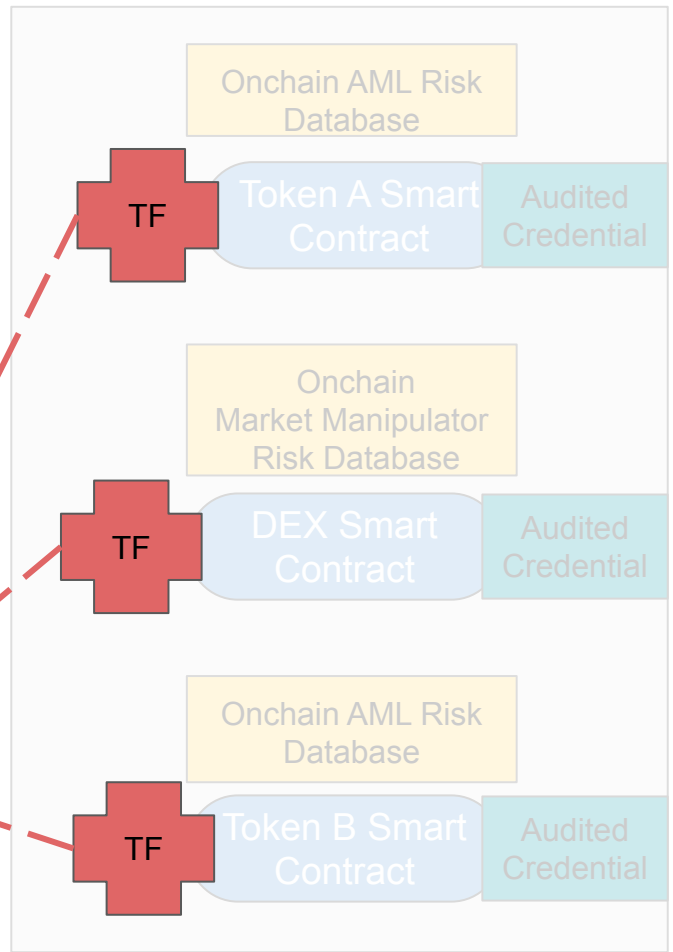 Onchain AML Risk
Database
TF
Token A Smart
Contract
Audited
Credential
Onchain
Market Manipulator
Risk Database
TF
DEX Smart
Contract
Audited
Credential
Onchain AML Risk
Database
TF
Token B Smart
Contract
Audited
Credential